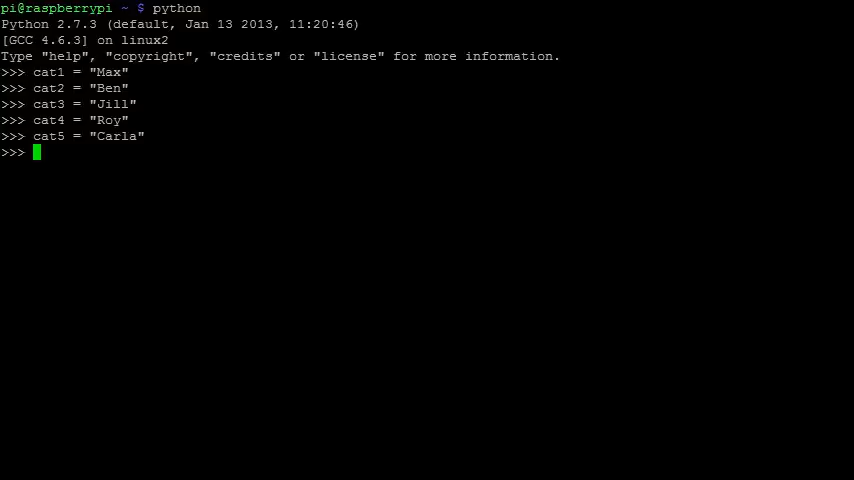 pi@raspberrypi ~ $ python
Python 2.7.3 (default, Jan 13 2013, 11:20:46)
[GCC 4.6.3] on linux2
Type "help", "copyright", "credits" or "license" for more information.
>>> cat1 = "Max"
>>> cat2 = "Ben"
>>> cat3 = "Jill"
>>> cat4 = "Roy"
>>> cat5 = "Carla"
>>>